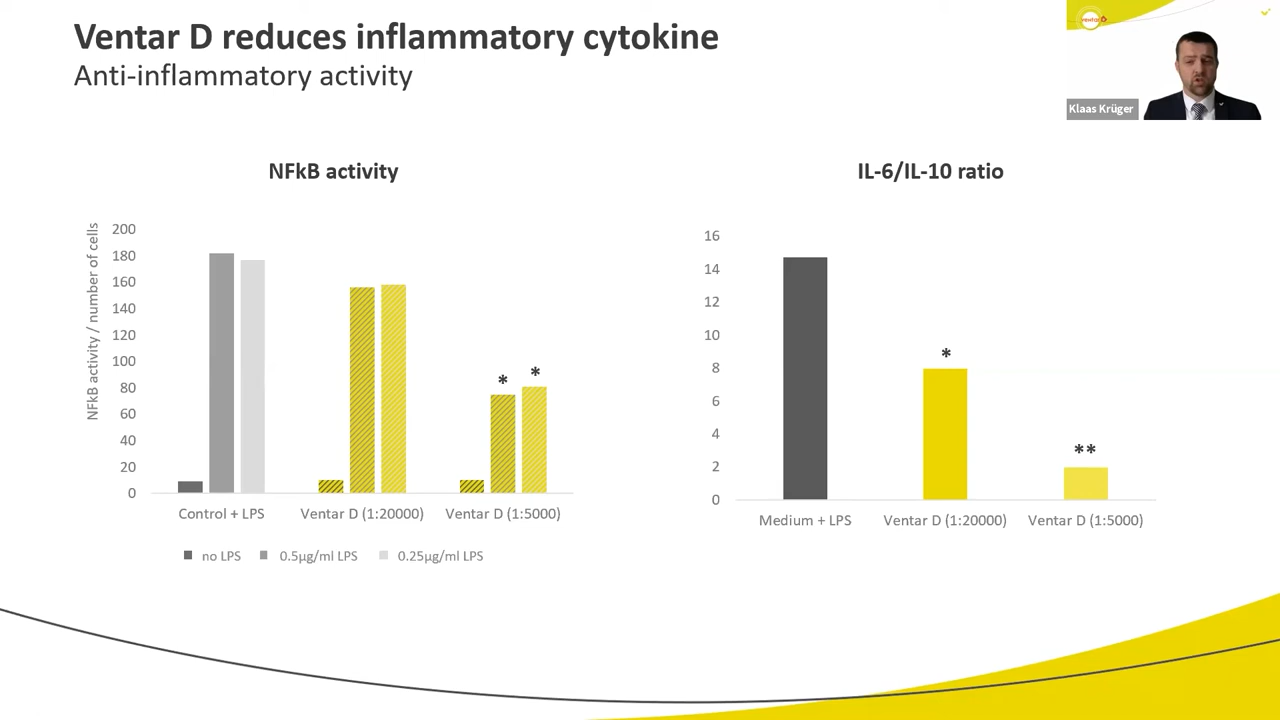 Ventar D reduces inflammatory cytokine
Anti-inflammatory activity
ventar D
Klaas Krüger
NFkB activity
NFkB activity / number of cells
200
180
160
140
120
100
80
60
40
20
0
* *
Control + LPS Ventar D (1:20000) Ventar D (1:5000)
no LPS 0.5µg/ml LPS 0.25µg/ml LPS
IL-6/IL-10 ratio
16
14
12
10
8
6
4
2
0
*
**
Medium + LPS Ventar D (1:20000) Ventar D (1:5000)